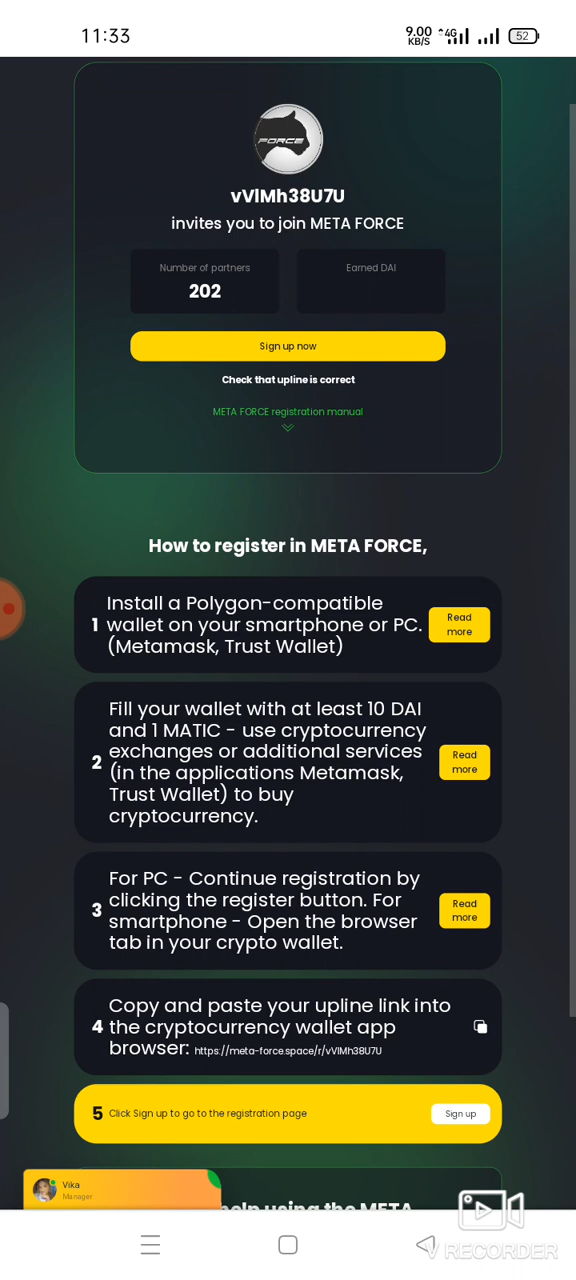 11:33
9.00
KB/S
4G
52
FORCE
vVlMh38U7U
invites you to join META FORCE
Number of partners
202
Earned DAI
Sign up now
Check that upline is correct
META FORCE registration manual
How to register in META FORCE,
1
Install a Polygon-compatible
wallet on your smartphone or PC.
(Metamask, Trust Wallet)
Read
more
2
Fill your wallet with at least 10 DAI
and 1 MATIC - use cryptocurrency
exchanges or additional services
(in the applications Metamask,
Trust Wallet) to buy
cryptocurrency.
Read
more
3
For PC - Continue registration by
clicking the register button. For
smartphone - Open the browser
tab in your crypto wallet.
Read
more
4
Copy and paste your upline link into
the cryptocurrency wallet app
browser: https://meta-force.space/r/vVlMh38U7U
5 Click Sign up to go to the registration page
Sign up
Vika
Manager
help using the META
V RECORDER